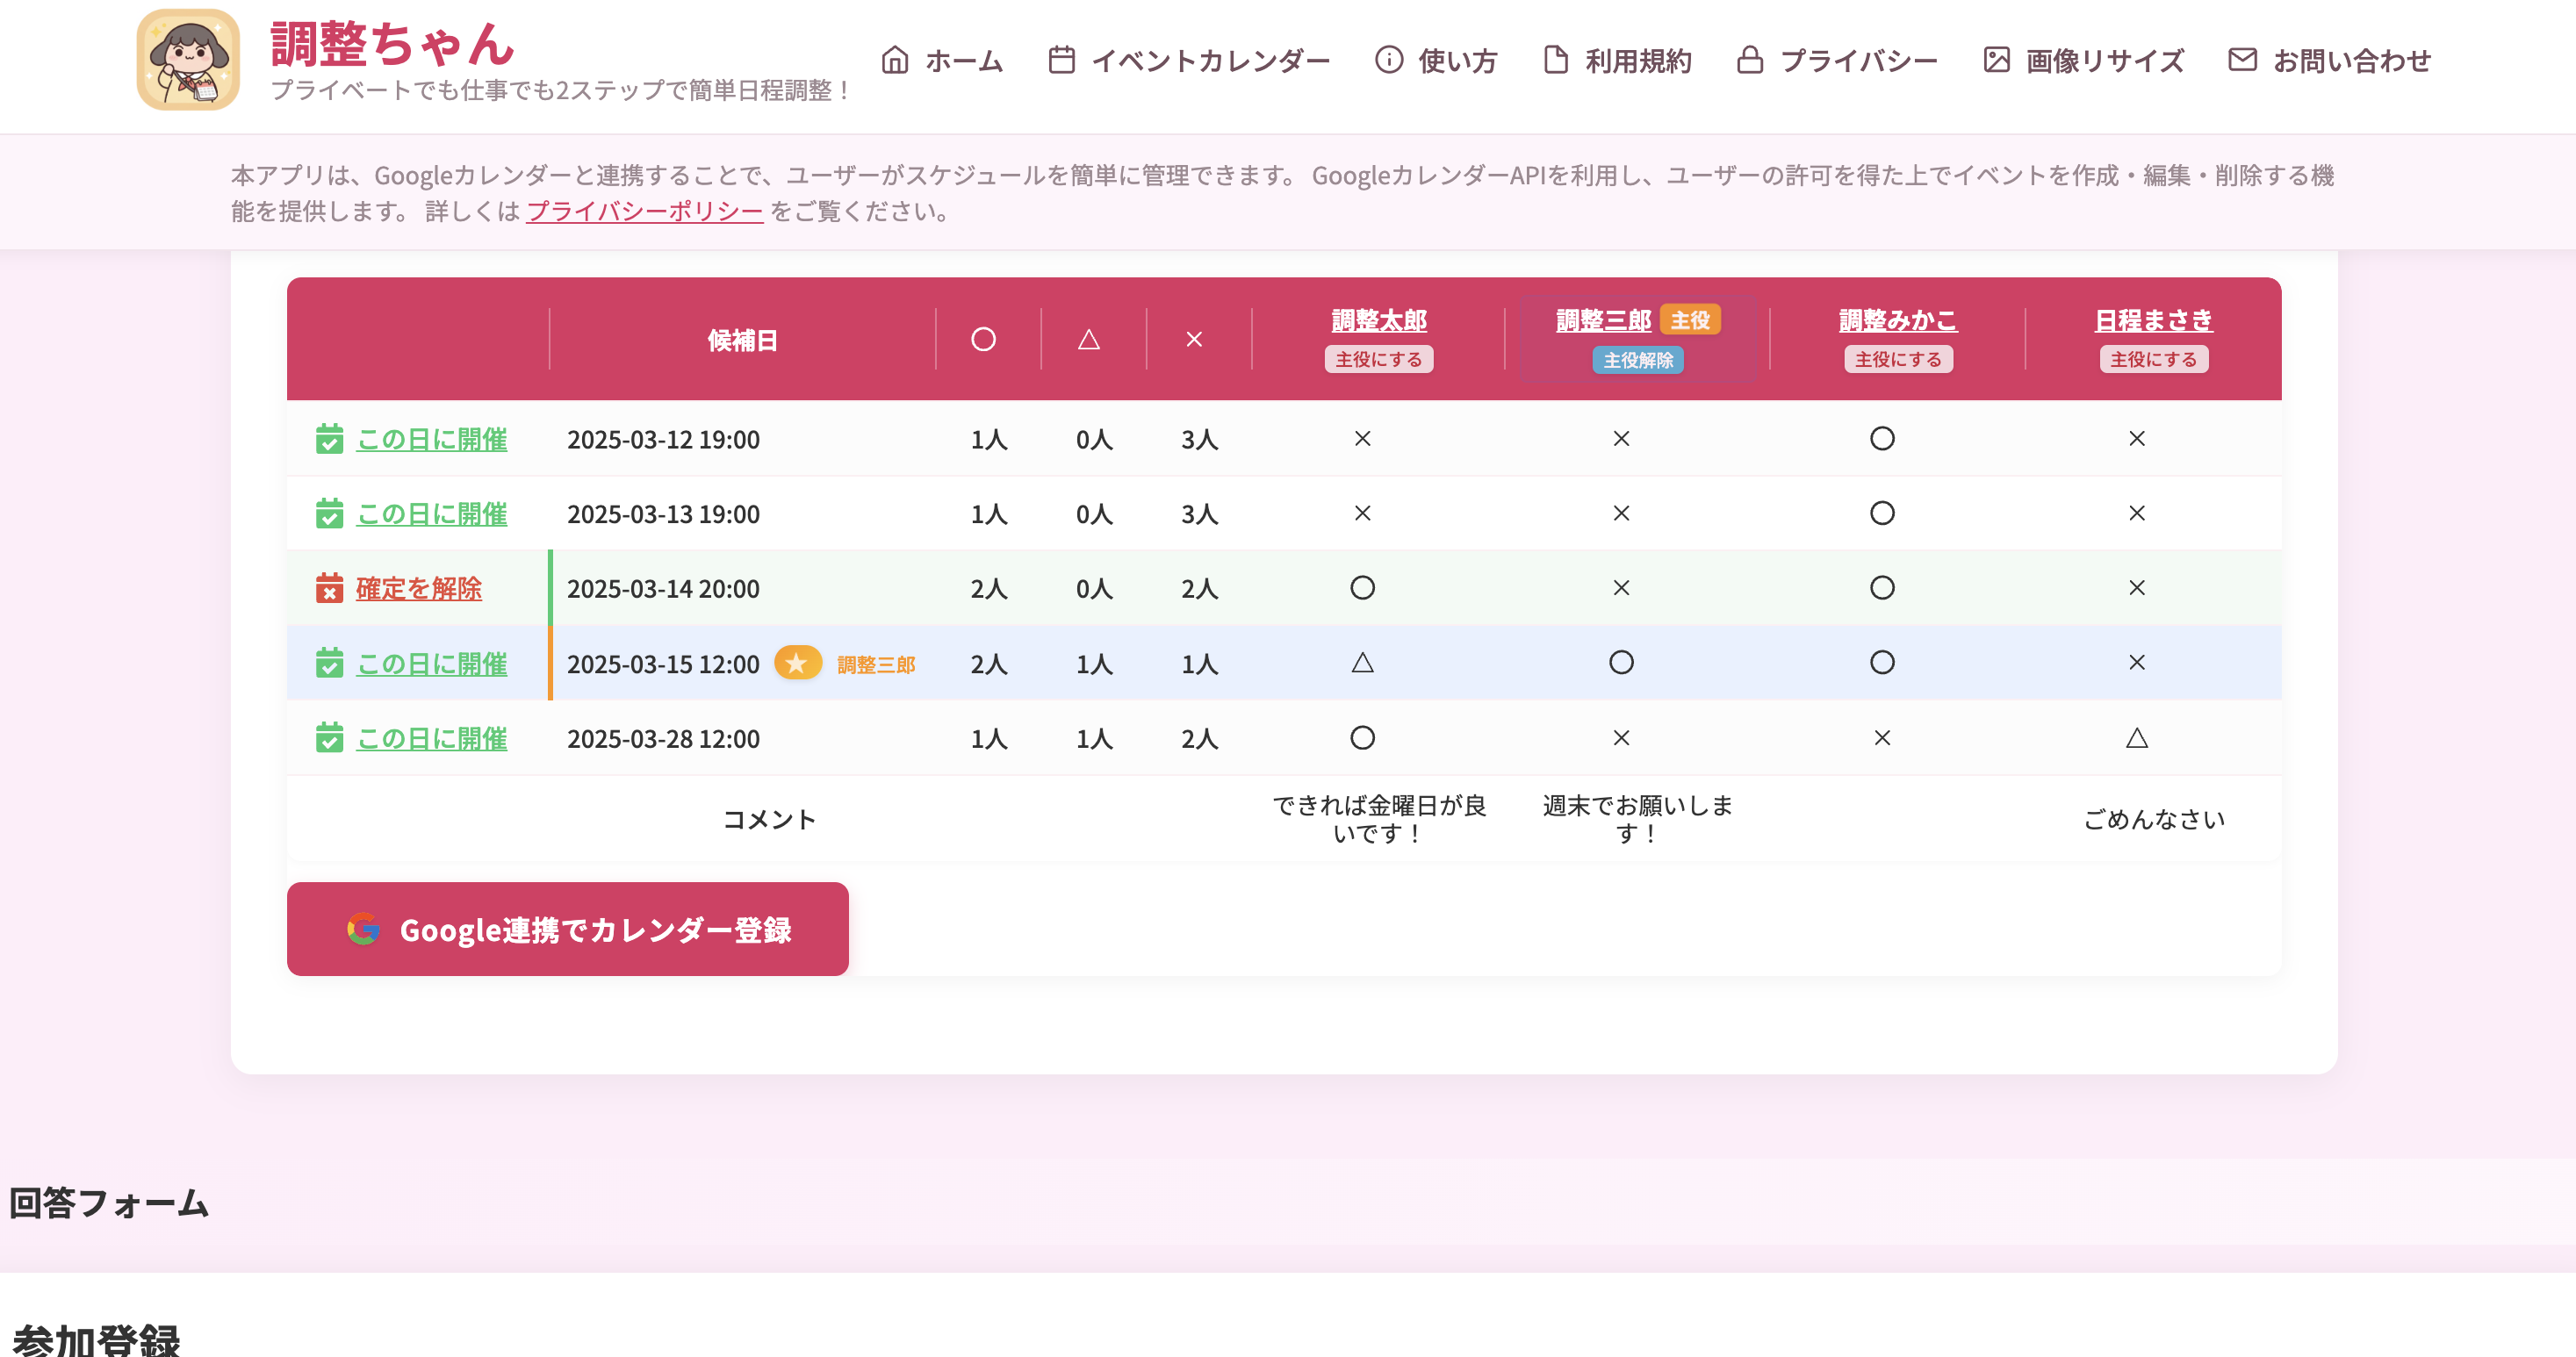 調整ちゃん
プライベートでも仕事でも2ステップで簡単日程調整！
ホーム イベントカレンダー 使い方 利用規約 プライバシー 画像リサイズ お問い合わせ
本アプリは、Googleカレンダーと連携することで、ユーザーがスケジュールを簡単に管理できます。 GoogleカレンダーAPIを利用し、ユーザーの許可を得た上でイベントを作成・編集・削除する機
能を提供します。 詳しくは プライバシーポリシー をご覧ください。
候補日 ○ △ × 調整太郎 主役にする 調整三郎 主役 主役解除 調整みかこ 主役にする 日程まさき 主役にする
この日に開催 2025-03-12 19:00 1人 0人 3人 × × ○ ×
この日に開催 2025-03-13 19:00 1人 0人 3人 × × ○ ×
確定を解除 2025-03-14 20:00 2人 0人 2人 ○ × ○ ×
この日に開催 2025-03-15 12:00 ★ 調整三郎 2人 1人 1人 △ ○ ○ ×
この日に開催 2025-03-28 12:00 1人 1人 2人 ○ × × △
コメント できれば金曜日が良いです！ 週末でお願いします！ ごめんなさい
Google連携でカレンダー登録
回答フォーム
参加登録